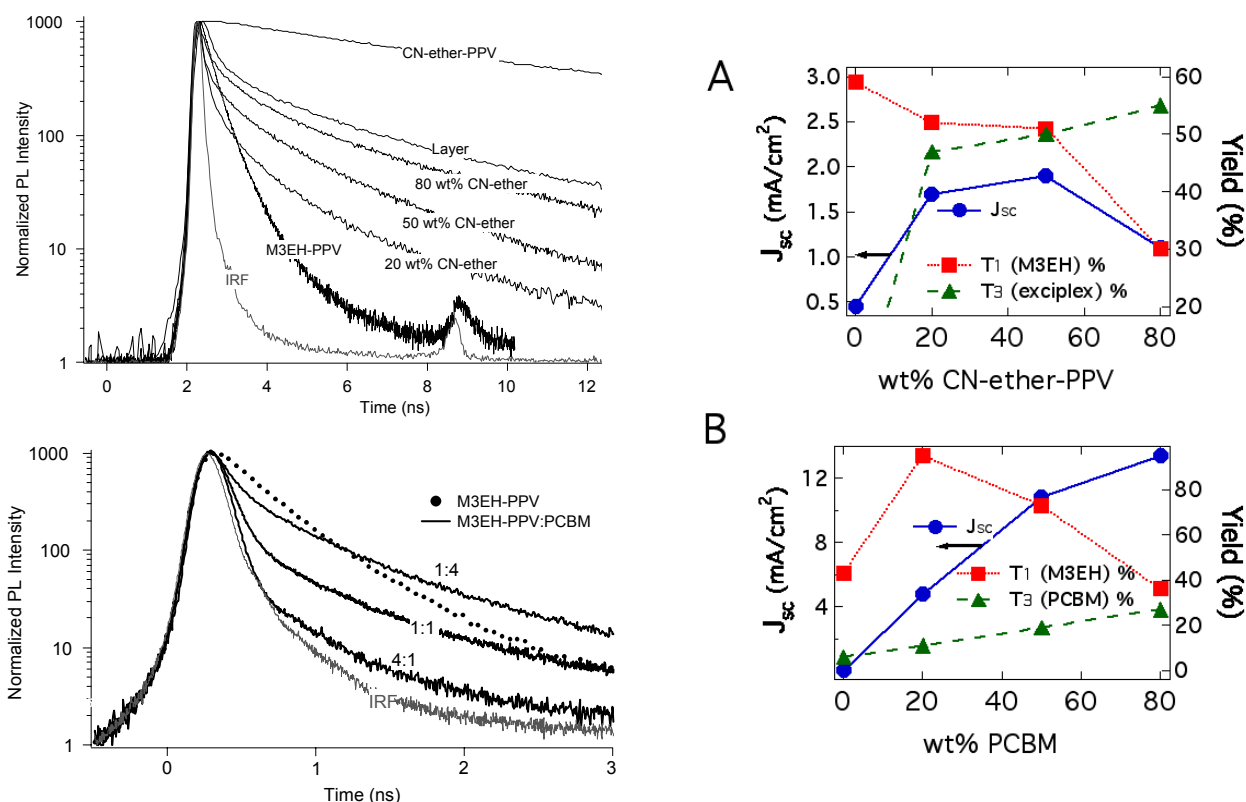 1000
100
10
1
Normalized PL Intensity
CN-ether-PPV
Layer
80 wt% CN-ether
50 wt% CN-ether
M3EH-PPV
20 wt% CN-ether
IRF
0 2 4 6 8 10 12
Time (ns)
A
3.0
2.5
2.0
1.5
1.0
0.5
Jsc (mA/cm²)
60
50
40
30
20
Yield (%)
Jsc
T1 (M3EH) %
T3 (exciplex) %
0 20 40 60 80
wt% CN-ether-PPV
1000
100
10
1
Normalized PL Intensity
M3EH-PPV
M3EH-PPV:PCBM
1:4
1:1
4:1
IRF
0 1 2 3
Time (ns)
B
12
8
4
Jsc (mA/cm²)
80
60
40
20
0
Yield (%)
Jsc
T1 (M3EH) %
T3 (PCBM) %
0 20 40 60 80
wt% PCBM